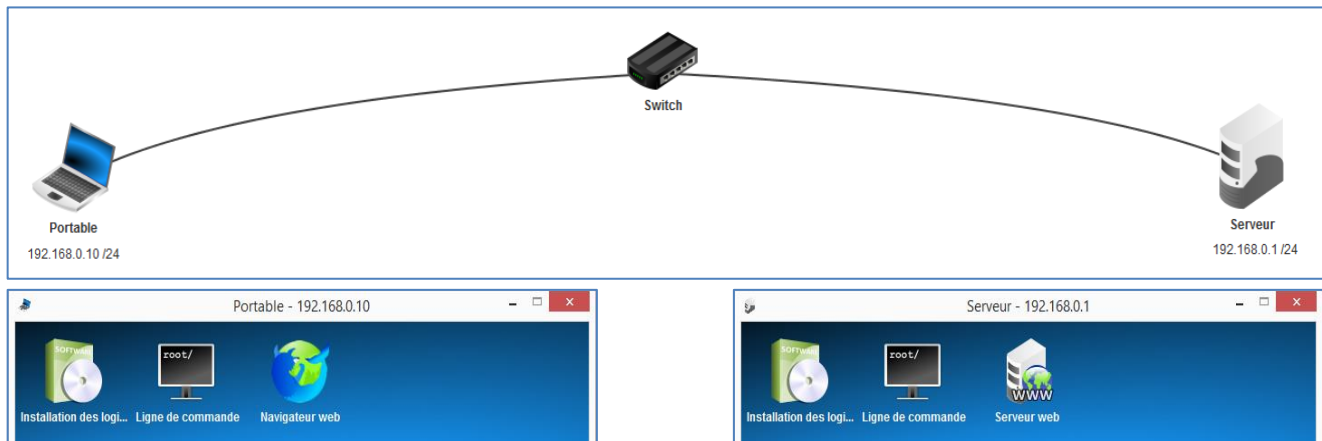 Switch
Portable
192.168.0.10 /24
Serveur
192.168.0.1 /24
Portable - 192.168.0.10
SOFTWARE
root/
Installation des logi... Ligne de commande Navigateur web
Serveur - 192.168.0.1
SOFTWARE
root/
WWW
Installation des logi... Ligne de commande Serveur web